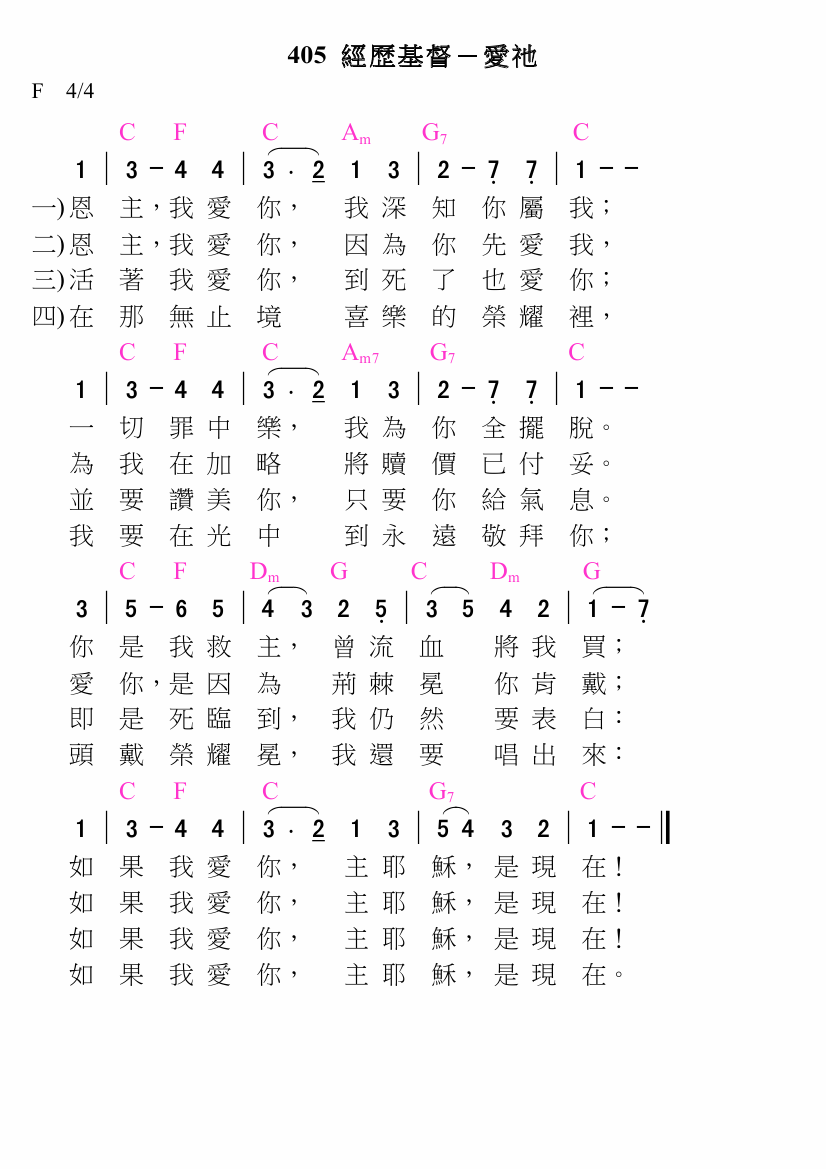 405 經歷基督－愛祂
F 4/4
C F C Am G7 C
1 | 3 - 4 4 | 3 . 2 1 3 | 2 - 7 7 | 1 - -
一)恩 主，我 愛 你， 我 深 知 你 屬 我；
二)恩 主，我 愛 你， 因 為 你 先 愛 我，
三)活 著 我 愛 你， 到 死 了 也 愛 你；
四)在 那 無 止 境 喜 樂 的 榮 耀 裡，
C F C Am7 G7 C
1 | 3 - 4 4 | 3 . 2 1 3 | 2 - 7 7 | 1 - -
一 切 罪 中 樂， 我 為 你 全 擺 脫。
為 我 在 加 略 將 贖 價 已 付 妥。
並 要 讚 美 你， 只 要 你 給 氣 息。
我 要 在 光 中 到 永 遠 敬 拜 你；
C F Dm G C Dm G
3 | 5 - 6 5 | 4 3 2 5 | 3 5 4 2 | 1 - 7
你 是 我 救 主， 曾 流 血 將 我 買；
愛 你，是 因 為 荊 棘 冕 你 肯 戴；
即 是 死 臨 到， 我 仍 然 要 表 白：
頭 戴 榮 耀 冕， 我 還 要 唱 出 來：
C F C G7 C
1 | 3 - 4 4 | 3 . 2 1 3 | 5 4 3 2 | 1 - - ‖
如 果 我 愛 你， 主 耶 穌， 是 現 在！
如 果 我 愛 你， 主 耶 穌， 是 現 在！
如 果 我 愛 你， 主 耶 穌， 是 現 在！
如 果 我 愛 你， 主 耶 穌， 是 現 在。